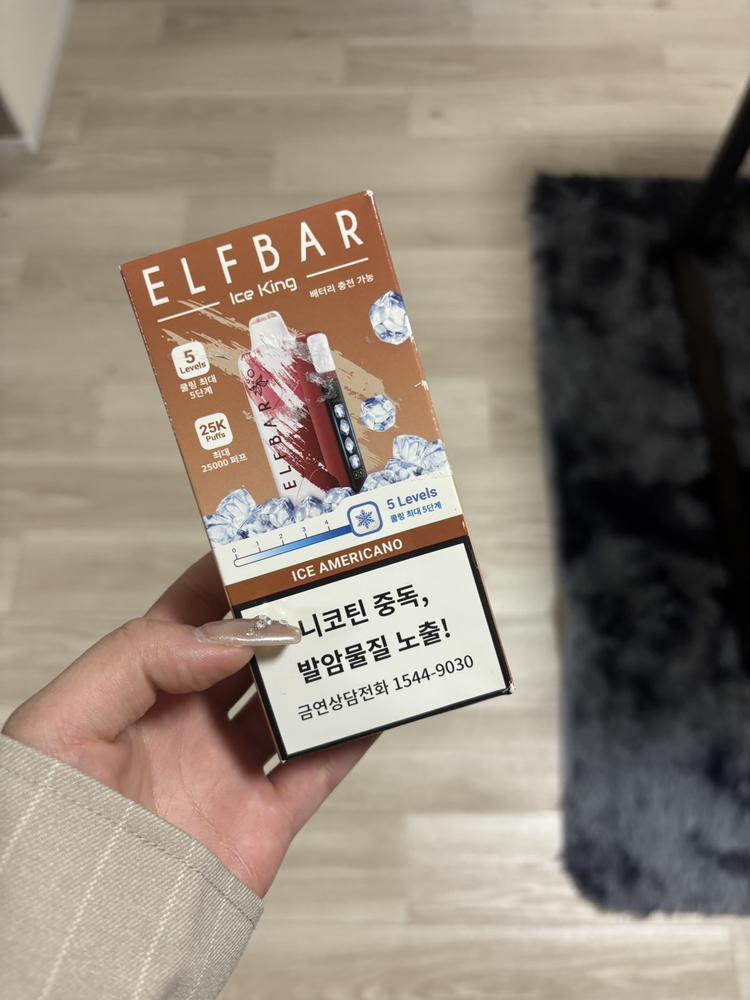 ELFBAR
Ice King
배터리 충전 가능
5
Levels
쿨링 최대
5단계
25K
Puffs
최대
25000 퍼프
ELFBAR
0 1 2 3 4
5 Levels
쿨링 최대 5단계
ICE AMERICANO
니코틴 중독,
발암물질 노출!
금연상담전화 1544-9030